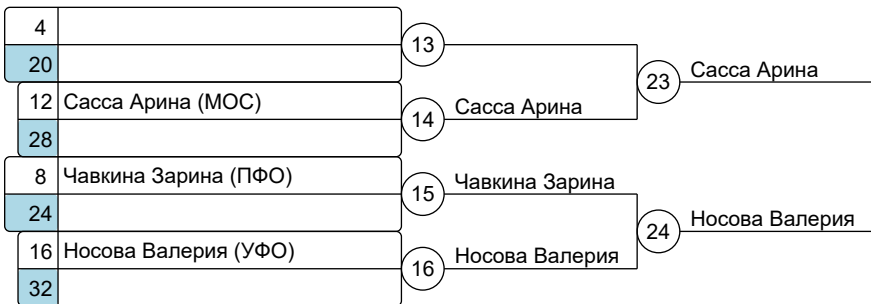 4
13
20
23 Сасса Арина
12 Сасса Арина (МОС)
14 Сасса Арина
28
8 Чавкина Зарина (ПФО)
15 Чавкина Зарина
24
24 Носова Валерия
16 Носова Валерия (УФО)
16 Носова Валерия
32